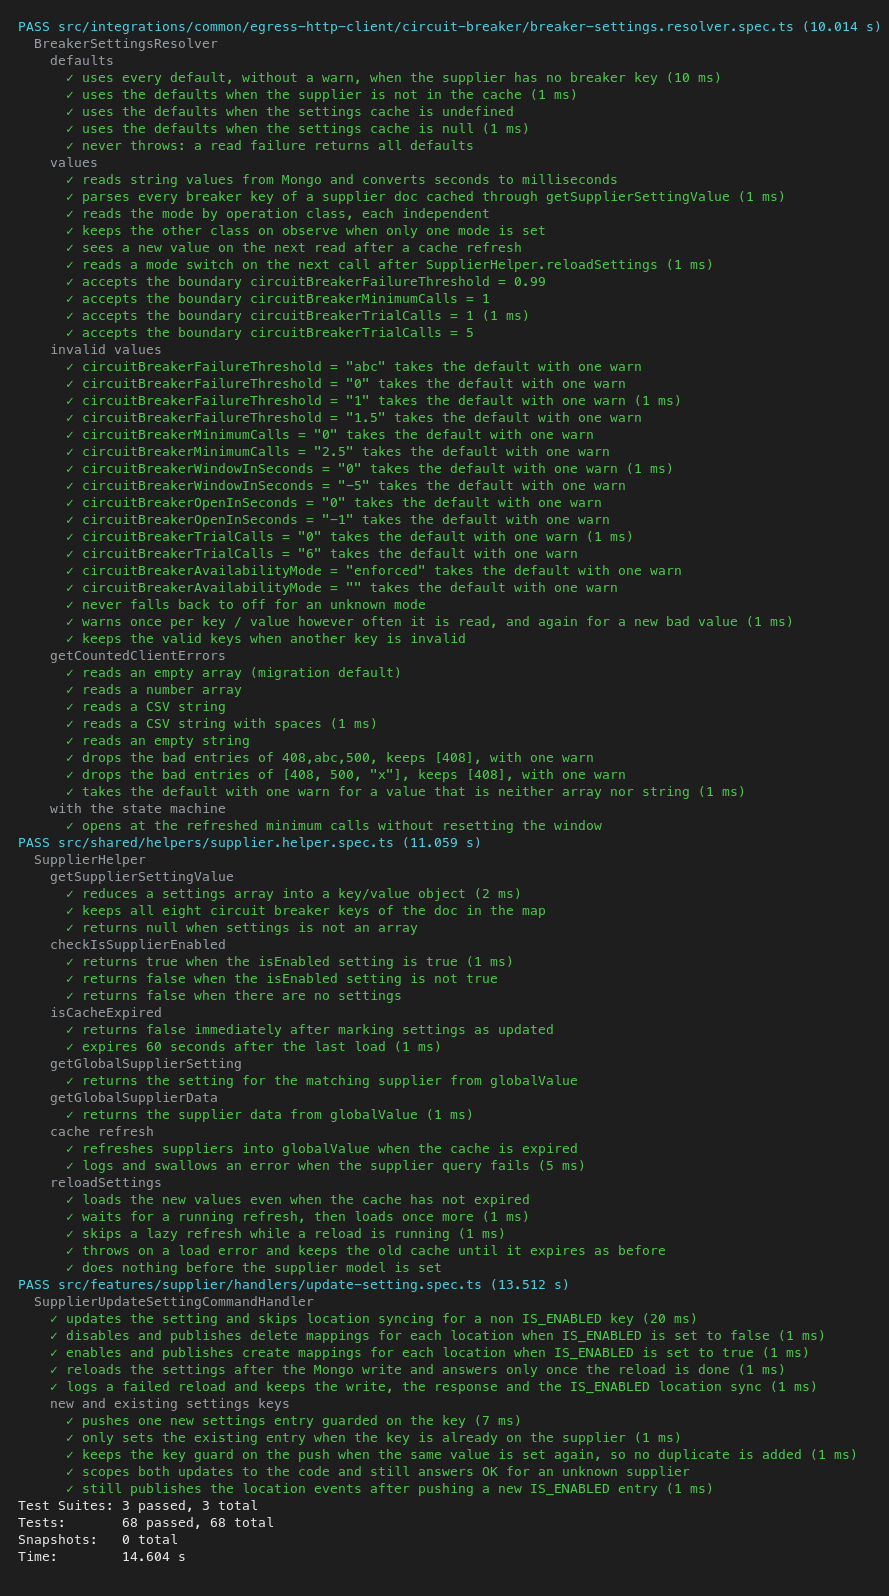 PASS src/integrations/common/egress-http-client/circuit-breaker/breaker-settings.resolver.spec.ts (10.014 s)
BreakerSettingsResolver
defaults
✓ uses every default, without a warn, when the supplier has no breaker key (10 ms)
✓ uses the defaults when the supplier is not in the cache (1 ms)
✓ uses the defaults when the settings cache is undefined
✓ uses the defaults when the settings cache is null (1 ms)
✓ never throws: a read failure returns all defaults
values
✓ reads string values from Mongo and converts seconds to milliseconds
✓ parses every breaker key of a supplier doc cached through getSupplierSettingValue (1 ms)
✓ reads the mode by operation class, each independent
✓ keeps the other class on observe when only one mode is set
✓ sees a new value on the next read after a cache refresh
✓ reads a mode switch on the next call after SupplierHelper.reloadSettings (1 ms)
✓ accepts the boundary circuitBreakerFailureThreshold = 0.99
✓ accepts the boundary circuitBreakerMinimumCalls = 1
✓ accepts the boundary circuitBreakerTrialCalls = 1 (1 ms)
✓ accepts the boundary circuitBreakerTrialCalls = 5
invalid values
✓ circuitBreakerFailureThreshold = "abc" takes the default with one warn
✓ circuitBreakerFailureThreshold = "0" takes the default with one warn
✓ circuitBreakerFailureThreshold = "1" takes the default with one warn (1 ms)
✓ circuitBreakerFailureThreshold = "1.5" takes the default with one warn
✓ circuitBreakerMinimumCalls = "0" takes the default with one warn
✓ circuitBreakerMinimumCalls = "2.5" takes the default with one warn
✓ circuitBreakerWindowInSeconds = "0" takes the default with one warn (1 ms)
✓ circuitBreakerWindowInSeconds = "-5" takes the default with one warn
✓ circuitBreakerOpenInSeconds = "0" takes the default with one warn
✓ circuitBreakerOpenInSeconds = "-1" takes the default with one warn
✓ circuitBreakerTrialCalls = "0" takes the default with one warn (1 ms)
✓ circuitBreakerTrialCalls = "6" takes the default with one warn
✓ circuitBreakerAvailabilityMode = "enforced" takes the default with one warn
✓ circuitBreakerAvailabilityMode = "" takes the default with one warn
✓ never falls back to off for an unknown mode
✓ warns once per key / value however often it is read, and again for a new bad value (1 ms)
✓ keeps the valid keys when another key is invalid
getCountedClientErrors
✓ reads an empty array (migration default)
✓ reads a number array
✓ reads a CSV string
✓ reads a CSV string with spaces (1 ms)
✓ reads an empty string
✓ drops the bad entries of 408,abc,500, keeps [408], with one warn
✓ drops the bad entries of [408, 500, "x"], keeps [408], with one warn
✓ takes the default with one warn for a value that is neither array nor string (1 ms)
with the state machine
✓ opens at the refreshed minimum calls without resetting the window
PASS src/shared/helpers/supplier.helper.spec.ts (11.059 s)
SupplierHelper
getSupplierSettingValue
✓ reduces a settings array into a key/value object (2 ms)
✓ keeps all eight circuit breaker keys of the doc in the map
✓ returns null when settings is not an array
checkIsSupplierEnabled
✓ returns true when the isEnabled setting is true (1 ms)
✓ returns false when the isEnabled setting is not true
✓ returns false when there are no settings
isCacheExpired
✓ returns false immediately after marking settings as updated
✓ expires 60 seconds after the last load (1 ms)
getGlobalSupplierSetting
✓ returns the setting for the matching supplier from globalValue
getGlobalSupplierData
✓ returns the supplier data from globalValue (1 ms)
cache refresh
✓ refreshes suppliers into globalValue when the cache is expired
✓ logs and swallows an error when the supplier query fails (5 ms)
reloadSettings
✓ loads the new values even when the cache has not expired
✓ waits for a running refresh, then loads once more (1 ms)
✓ skips a lazy refresh while a reload is running (1 ms)
✓ throws on a load error and keeps the old cache until it expires as before
✓ does nothing before the supplier model is set
PASS src/features/supplier/handlers/update-setting.spec.ts (13.512 s)
SupplierUpdateSettingCommandHandler
✓ updates the setting and skips location syncing for a non IS_ENABLED key (20 ms)
✓ disables and publishes delete mappings for each location when IS_ENABLED is set to false (1 ms)
✓ enables and publishes create mappings for each location when IS_ENABLED is set to true (1 ms)
✓ reloads the settings after the Mongo write and answers only once the reload is done (1 ms)
✓ logs a failed reload and keeps the write, the response and the IS_ENABLED location sync (1 ms)
new and existing settings keys
✓ pushes one new settings entry guarded on the key (7 ms)
✓ only sets the existing entry when the key is already on the supplier (1 ms)
✓ keeps the key guard on the push when the same value is set again, so no duplicate is added (1 ms)
✓ scopes both updates to the code and still answers OK for an unknown supplier
✓ still publishes the location events after pushing a new IS_ENABLED entry (1 ms)
Test Suites: 3 passed, 3 total
Tests:       68 passed, 68 total
Snapshots:   0 total
Time:        14.604 s